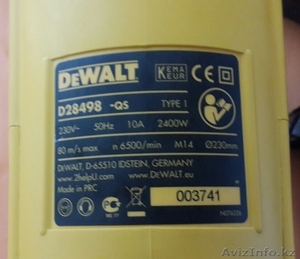 DEWALT
KEMA
KEUR
CE
D28498 -QS TYPE 1
230V~ 50Hz 10A 2400W
80 m/s max n 6500/min M14 Ø230mm
DEWALT, D-65510 IDSTEIN, GERMANY
www.2helpU.com www.DEWALT.eu
Made in PRC
003741
AvizInfo.kz